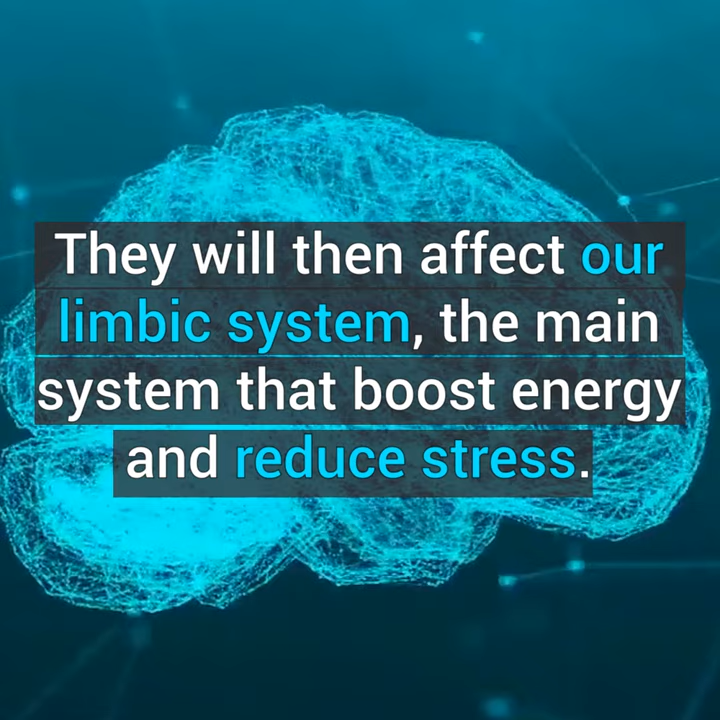 They will then affect our
limbic system, the main
system that boost energy
and reduce stress.